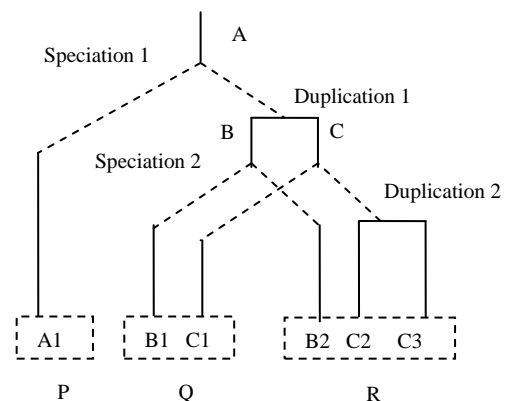 A
Speciation 1
Duplication 1
B C
Speciation 2
Duplication 2
A1 B1 C1 B2 C2 C3
P Q R